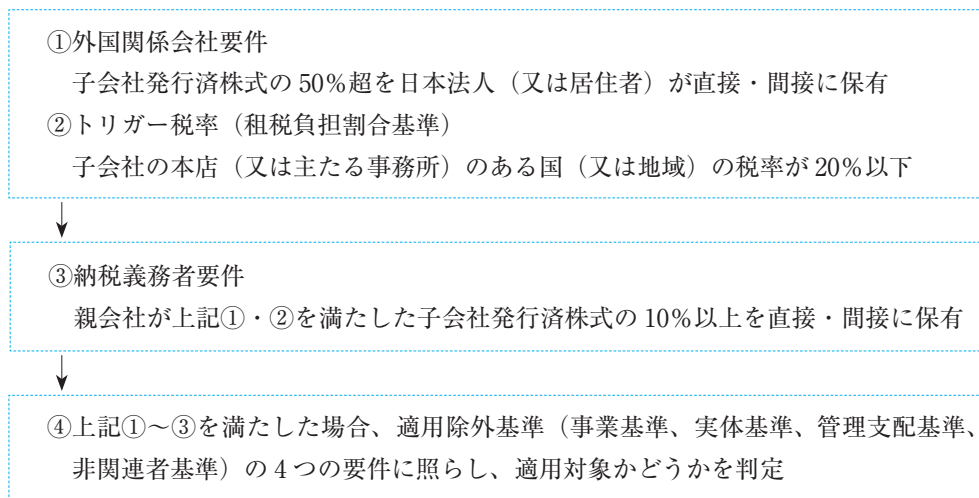 ①外国関係会社要件
子会社発行済株式の50%超を日本法人（又は居住者）が直接・間接に保有
②トリガー税率（租税負担割合基準）
子会社の本店（又は主たる事務所）のある国（又は地域）の税率が20%以下
③納税義務者要件
親会社が上記①・②を満たした子会社発行済株式の10%以上を直接・間接に保有
④上記①～③を満たした場合、適用除外基準（事業基準、実体基準、管理支配基準、
非関連者基準）の4つの要件に照らし、適用対象かどうかを判定